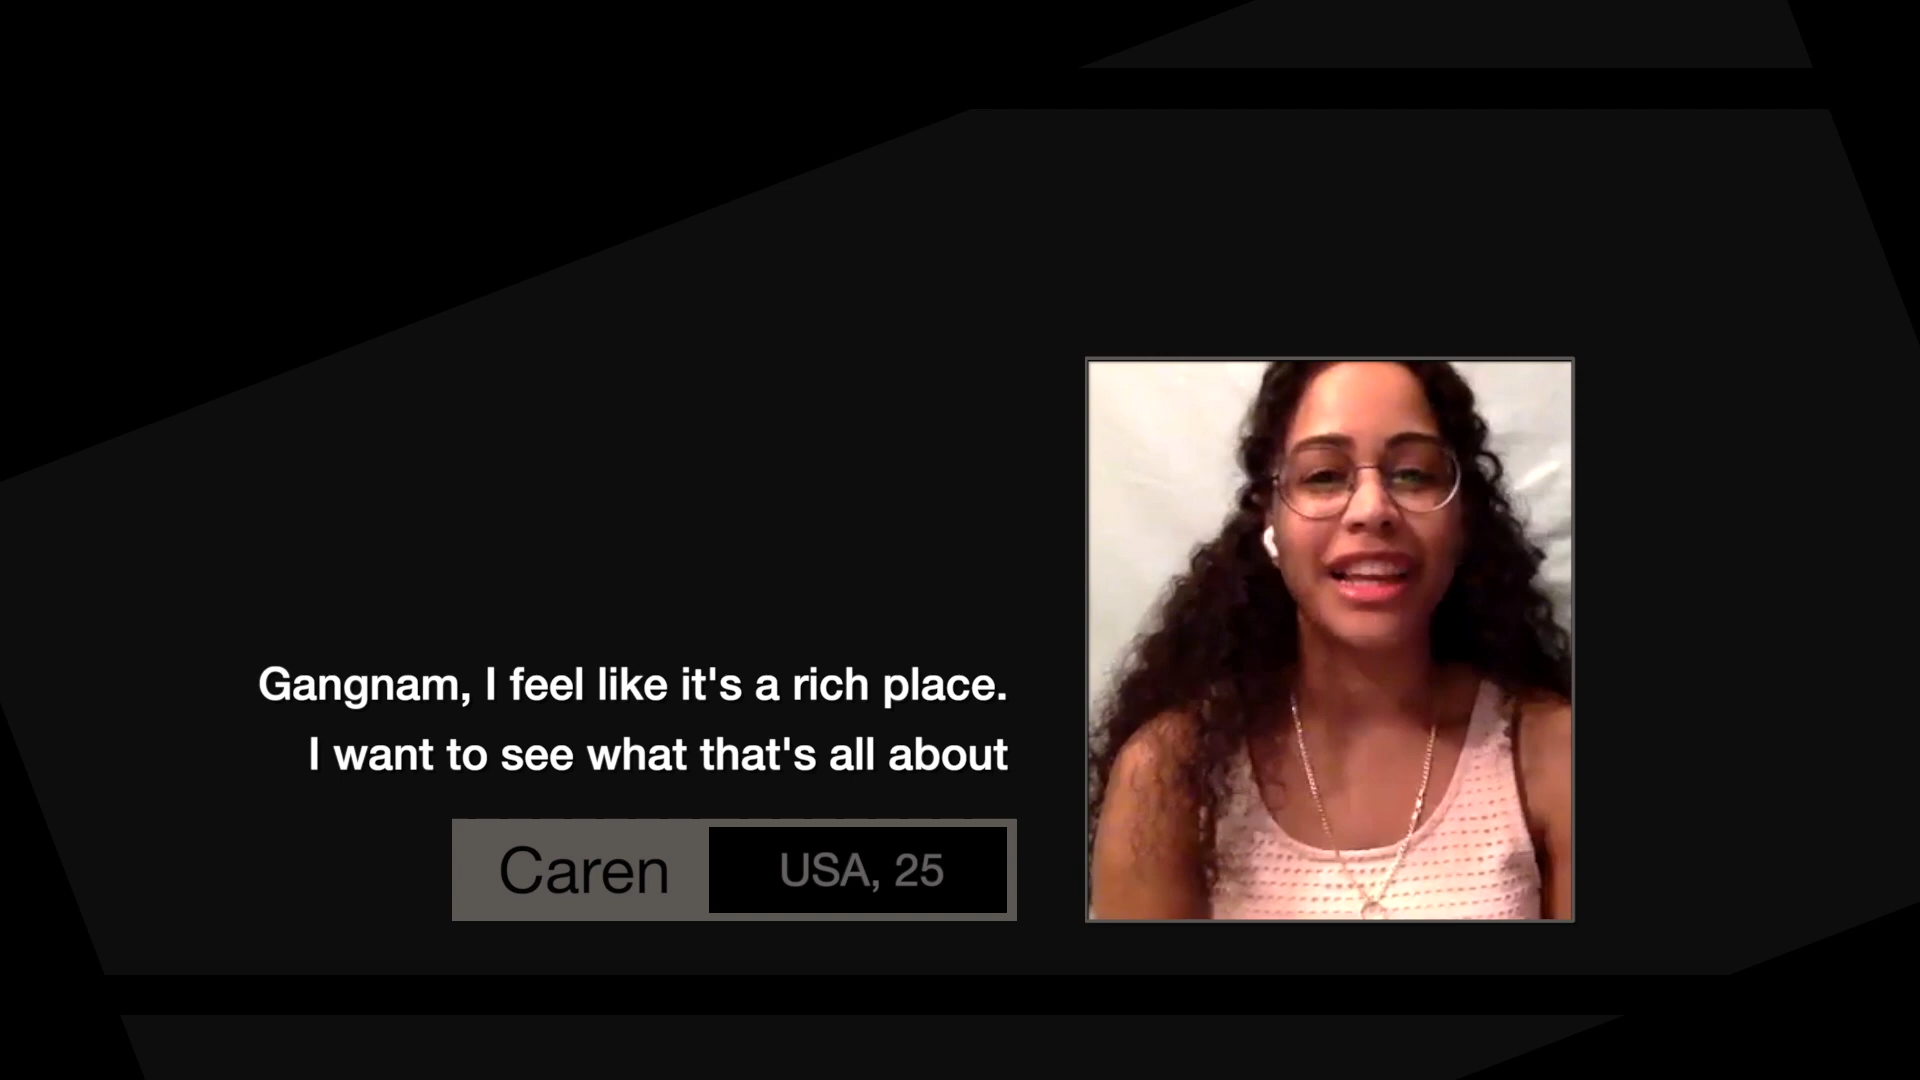 Gangnam, I feel like it's a rich place.
I want to see what that's all about
Caren
USA, 25